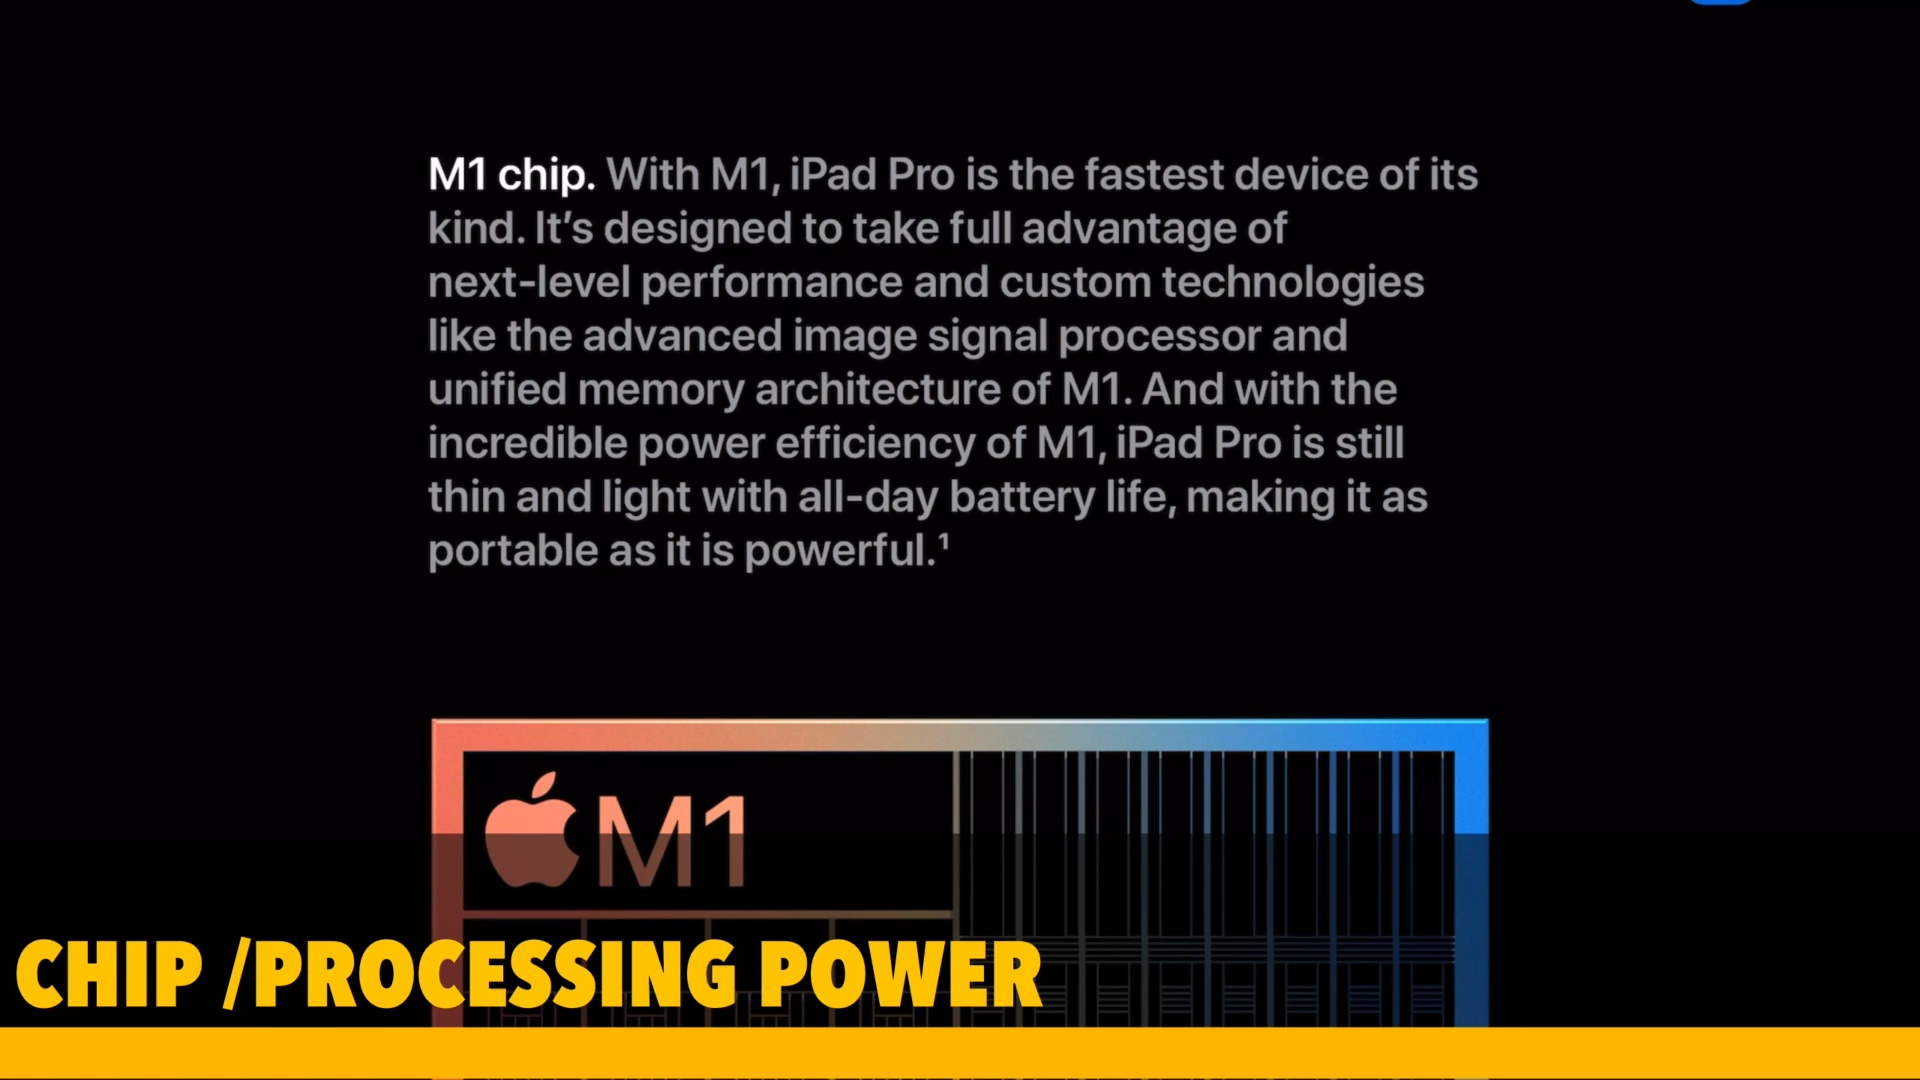 M1 chip. With M1, iPad Pro is the fastest device of its
kind. It’s designed to take full advantage of
next-level performance and custom technologies
like the advanced image signal processor and
unified memory architecture of M1. And with the
incredible power efficiency of M1, iPad Pro is still
thin and light with all-day battery life, making it as
portable as it is powerful.¹
M1
CHIP /PROCESSING POWER